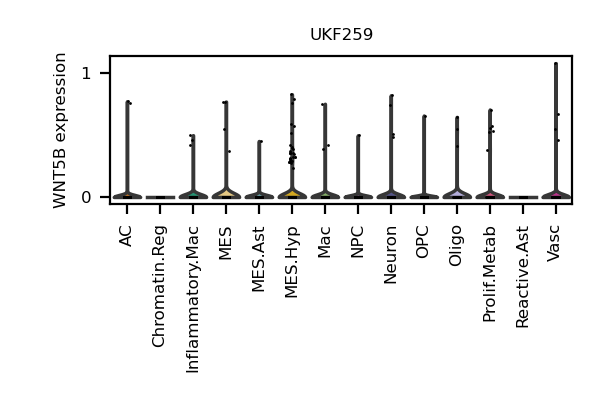 UKF259
WNT5B expression
1
0
AC
Chromatin.Reg
Inflammatory.Mac
MES
MES.Ast
MES.Hyp
Mac
NPC
Neuron
OPC
Oligo
Prolif.Metab
Reactive.Ast
Vasc